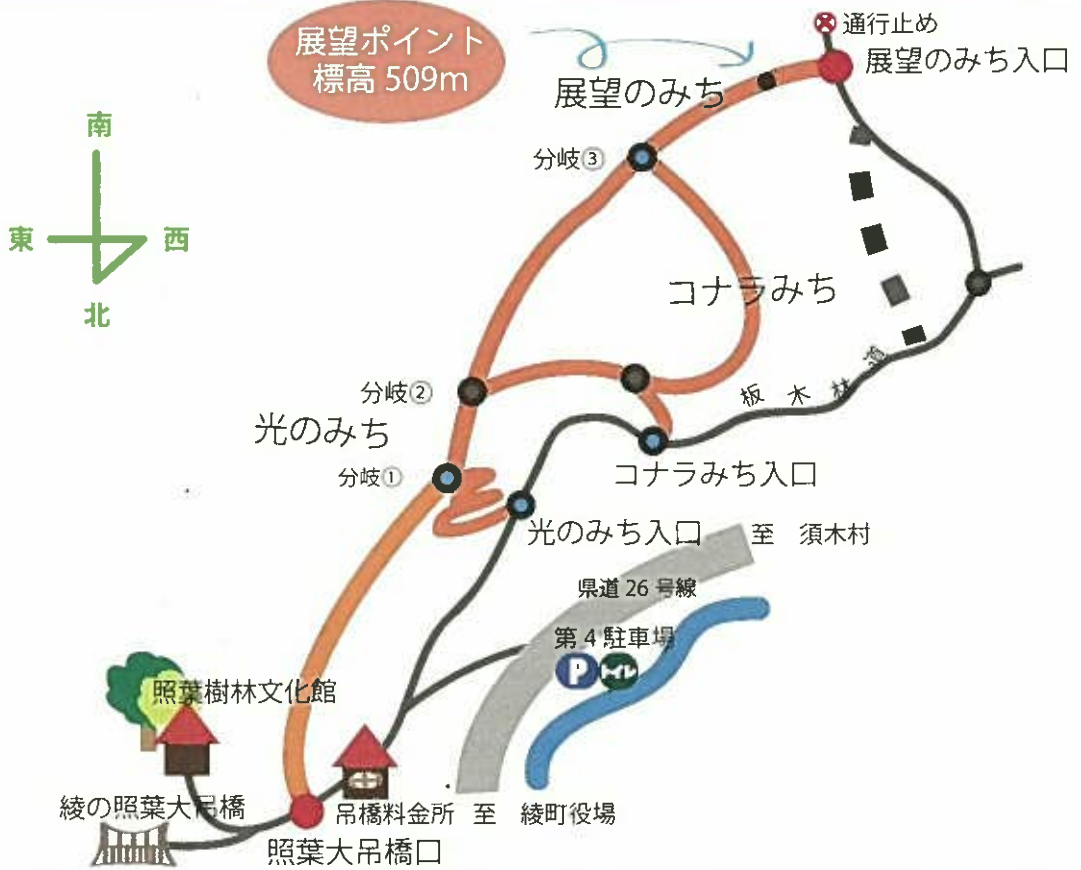 通行止め
展望ポイント
標高 509m
展望のみち入口
展望のみち
南
分岐③
東
西
コナラみち
北
板木林道
分岐②
光のみち
コナラみち入口
分岐①
光のみち入口
至 須木村
県道 26 号線
第 4 駐車場
P
トイレ
照葉樹林文化館
綾の照葉大吊橋
吊橋料金所
至 綾町役場
照葉大吊橋口